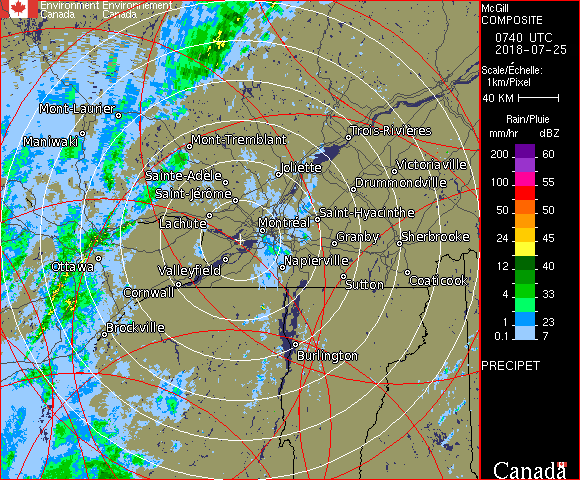 Environment Environnement
Canada Canada
McGill
COMPOSITE
0740 UTC
2018-07-25
Scale/Échelle:
1km/Pixel
40 KM
Rain/Pluie
mm/hr dBZ
200 60
100 55
50 50
24 45
12 40
4 33
1 23
0.1 7
PRECIPET
Canada
Mont-Laurier
Maniwaki
Mont-Tremblant
Trois-Rivières
Sainte-Adèle
Joliette
Victoriaville
Saint-Jérôme
Drummondville
Lachute
Montréal
Saint-Hyacinthe
Granby
Sherbrooke
Ottawa
Valleyfield
Napierville
Cornwall
Sutton
Coaticook
Brockville
Burlington